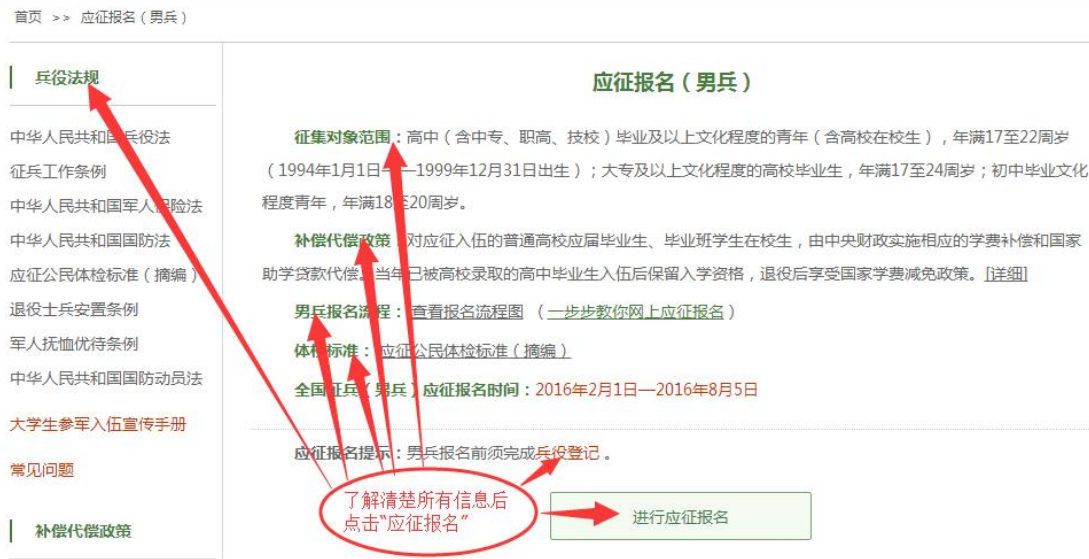 首页 >> 应征报名（男兵）
兵役法规
中华人民共和国兵役法
征兵工作条例
中华人民共和国军人保险法
中华人民共和国国防法
应征公民体检标准（摘编）
退役士兵安置条例
军人抚恤优待条例
中华人民共和国国防动员法
大学生参军入伍宣传手册
常见问题
补偿代偿政策
应征报名（男兵）
征集对象范围：高中（含中专、职高、技校）毕业及以上文化程度的青年（含高校在校生），年满17至22周岁
（1994年1月1日——1999年12月31日出生）；大专及以上文化程度的高校毕业生，年满17至24周岁；初中毕业文化
程度青年，年满18至20周岁。
补偿代偿政策：对应征入伍的普通高校应届毕业生、毕业班学生在校生，由中央财政实施相应的学费补偿和国家
助学贷款代偿。当年已被高校录取的高中毕业生入伍后保留入学资格，退役后享受国家学费减免政策。[详细]
男兵报名流程：查看报名流程图 （一步步教你网上应征报名）
体检标准：应征公民体检标准（摘编）
全国征兵（男兵）应征报名时间：2016年2月1日—2016年8月5日
应征报名提示：男兵报名前须完成兵役登记 。
了解清楚所有信息后
点击“应征报名”
进行应征报名